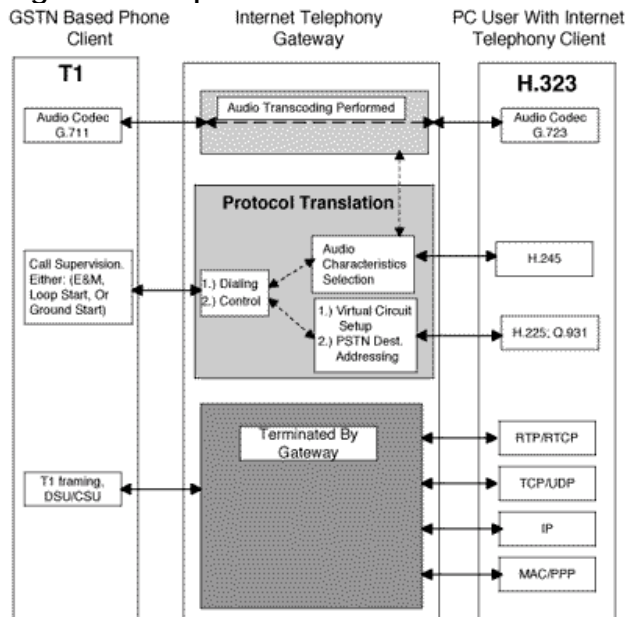 GSTN Based Phone
Client
Internet Telephony
Gateway
PC User With Internet
Telephony Client
T1
H.323
Audio Codec
G.711
Audio Transcoding Performed
Audio Codec
G.723
Protocol Translation
Call Supervision.
Either: (E&M,
Loop Start, Or
Ground Start)
1.) Dialing
2.) Control
Audio
Characteristics
Selection
H.245
1.) Virtual Circuit
Setup
2.) PSTN Dest.
Addressing
H.225; Q.931
Terminated By
Gateway
T1 framing,
DSU/CSU
RTP/RTCP
TCP/UDP
IP
MAC/PPP